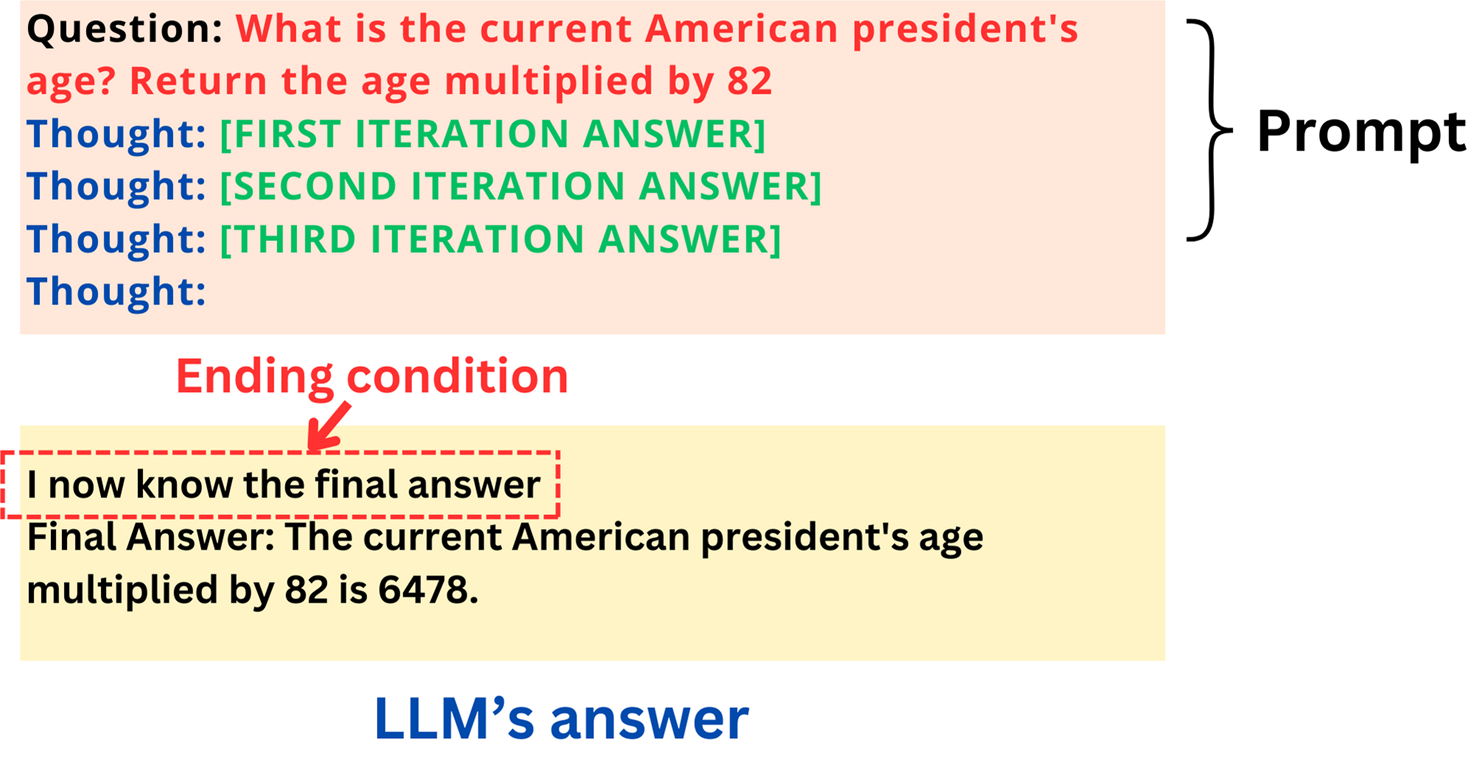 Question: What is the current American president's
age? Return the age multiplied by 82
Thought: [FIRST ITERATION ANSWER]
Thought: [SECOND ITERATION ANSWER]
Thought: [THIRD ITERATION ANSWER]
Thought:
Prompt
Ending condition
I now know the final answer
Final Answer: The current American president's age
multiplied by 82 is 6478.
LLM’s answer